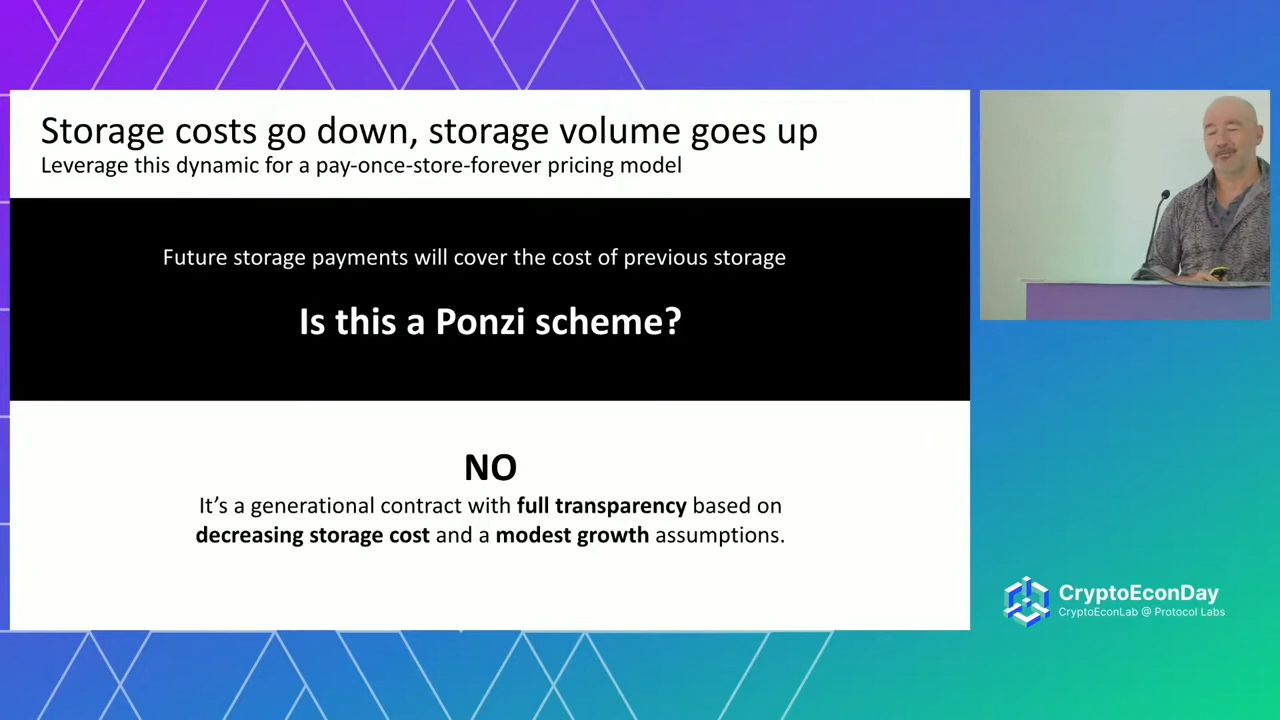 Storage costs go down, storage volume goes up
Leverage this dynamic for a pay-once-store-forever pricing model
Future storage payments will cover the cost of previous storage
Is this a Ponzi scheme?
NO
It’s a generational contract with full transparency based on
decreasing storage cost and a modest growth assumptions.
CryptoEconDay
CryptoEconLab @ Protocol Labs